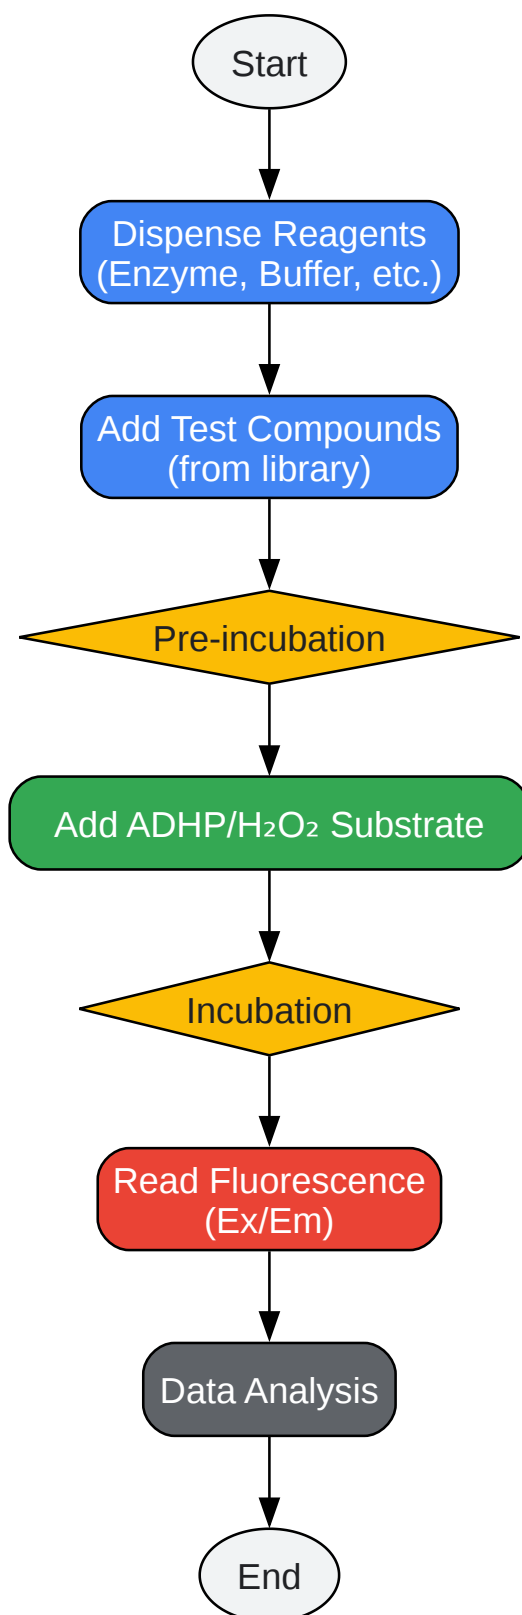 Start
Dispense Reagents
(Enzyme, Buffer, etc.)
Add Test Compounds
(from library)
Pre-incubation
Add ADHP/H₂O₂ Substrate
Incubation
Read Fluorescence
(Ex/Em)
Data Analysis
End